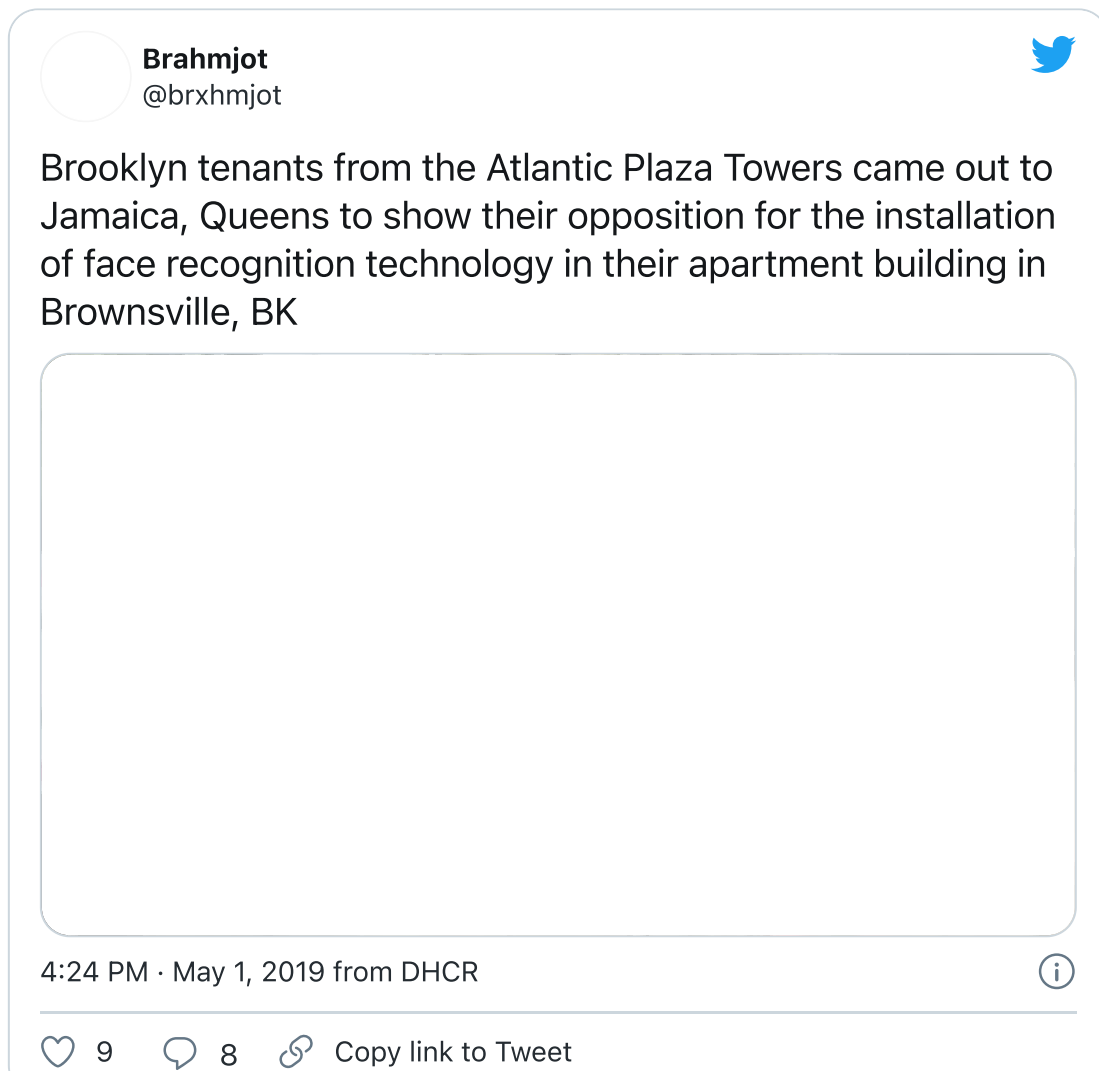 Brahmjot
@brxhmjot
Brooklyn tenants from the Atlantic Plaza Towers came out to
Jamaica, Queens to show their opposition for the installation
of face recognition technology in their apartment building in
Brownsville, BK
4:24 PM · May 1, 2019 from DHCR
9 8 Copy link to Tweet